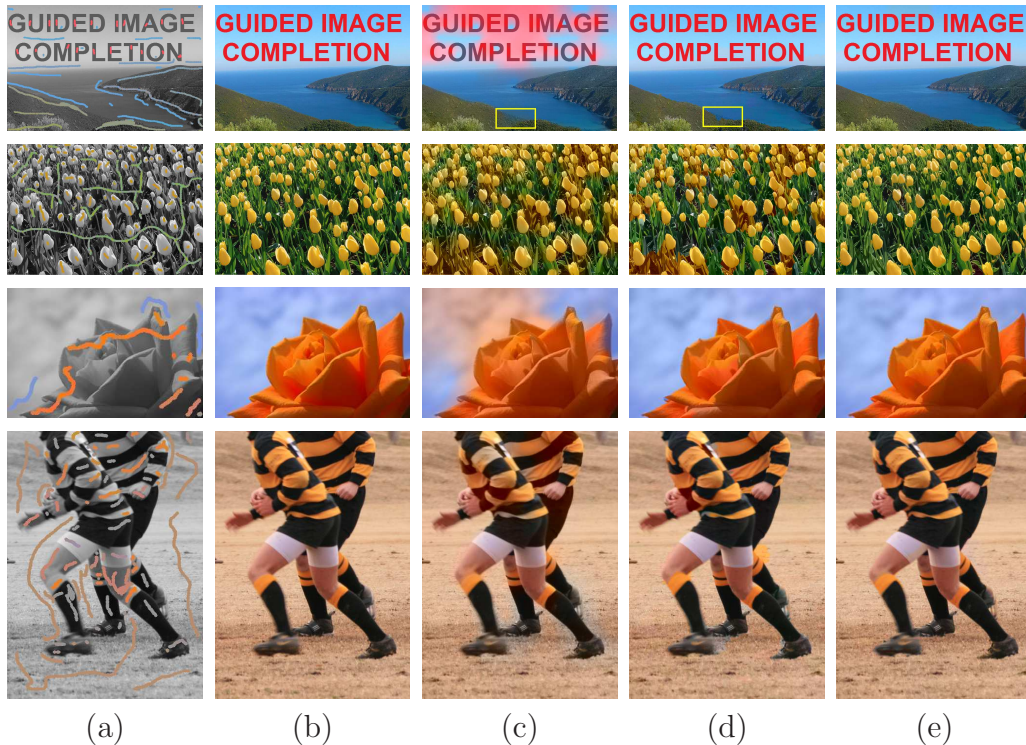 GUIDED IMAGE GUIDED IMAGE GUIDED IMAGE GUIDED IMAGE GUIDED IMAGE
COMPLETION COMPLETION COMPLETION COMPLETION COMPLETION
(a) (b) (c) (d) (e)